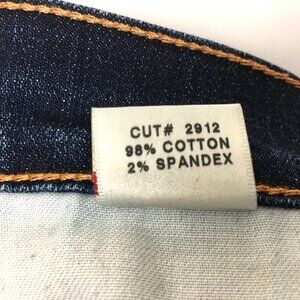 CUT# 2912
98% COTTON
2% SPANDEX